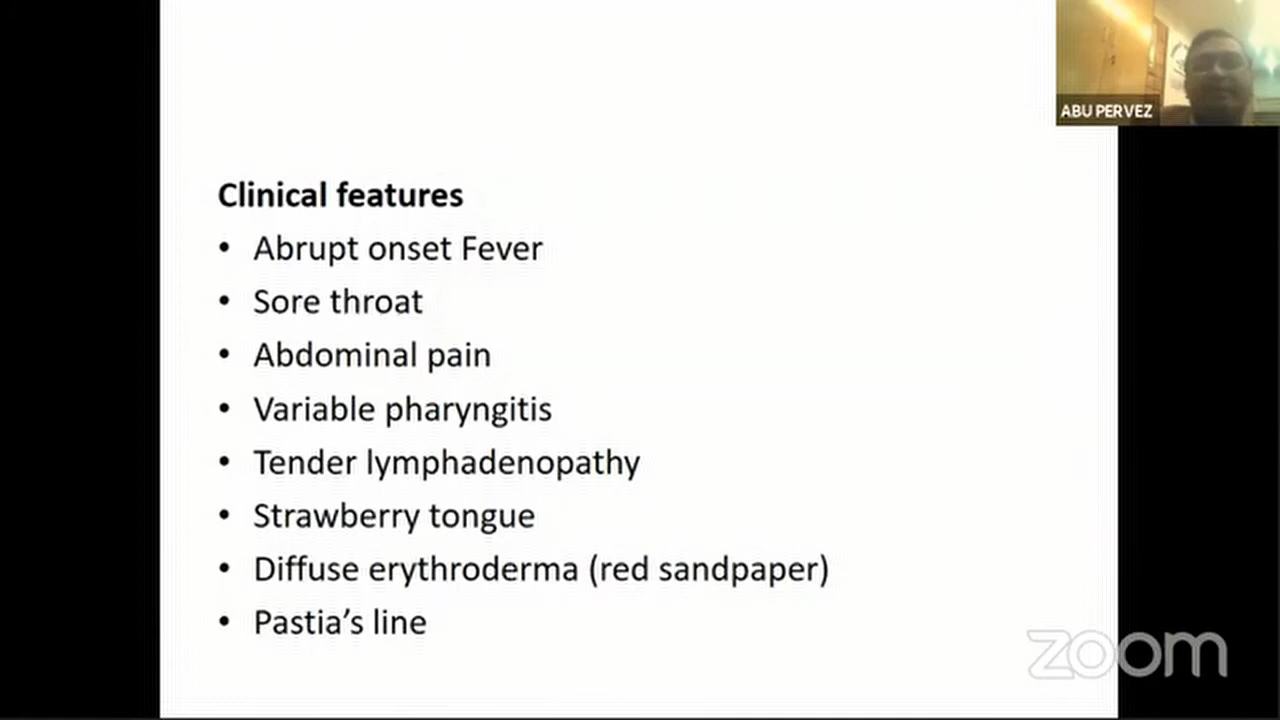 ABU PERVEZ
Clinical features
• Abrupt onset Fever
• Sore throat
• Abdominal pain
• Variable pharyngitis
• Tender lymphadenopathy
• Strawberry tongue
• Diffuse erythroderma (red sandpaper)
• Pastia’s line
zoom